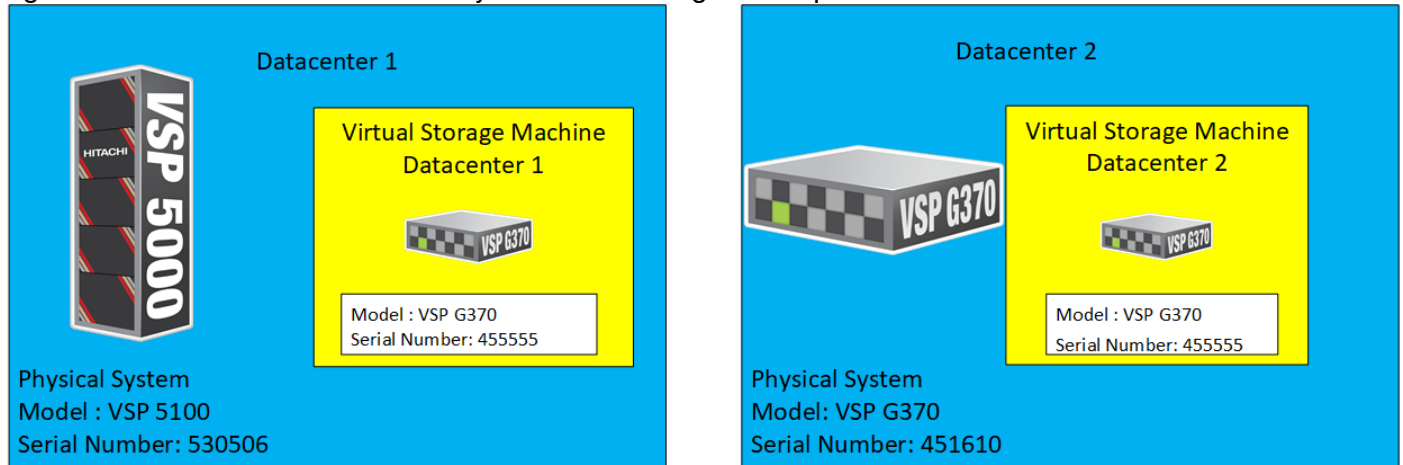 Datacenter 1
HITACHI
VSP 5000
Virtual Storage Machine
Datacenter 1
VSP G370
Model : VSP G370
Serial Number: 455555
Physical System
Model : VSP 5100
Serial Number: 530506
Datacenter 2
VSP G370
Virtual Storage Machine
Datacenter 2
VSP G370
Model : VSP G370
Serial Number: 455555
Physical System
Model: VSP G370
Serial Number: 451610